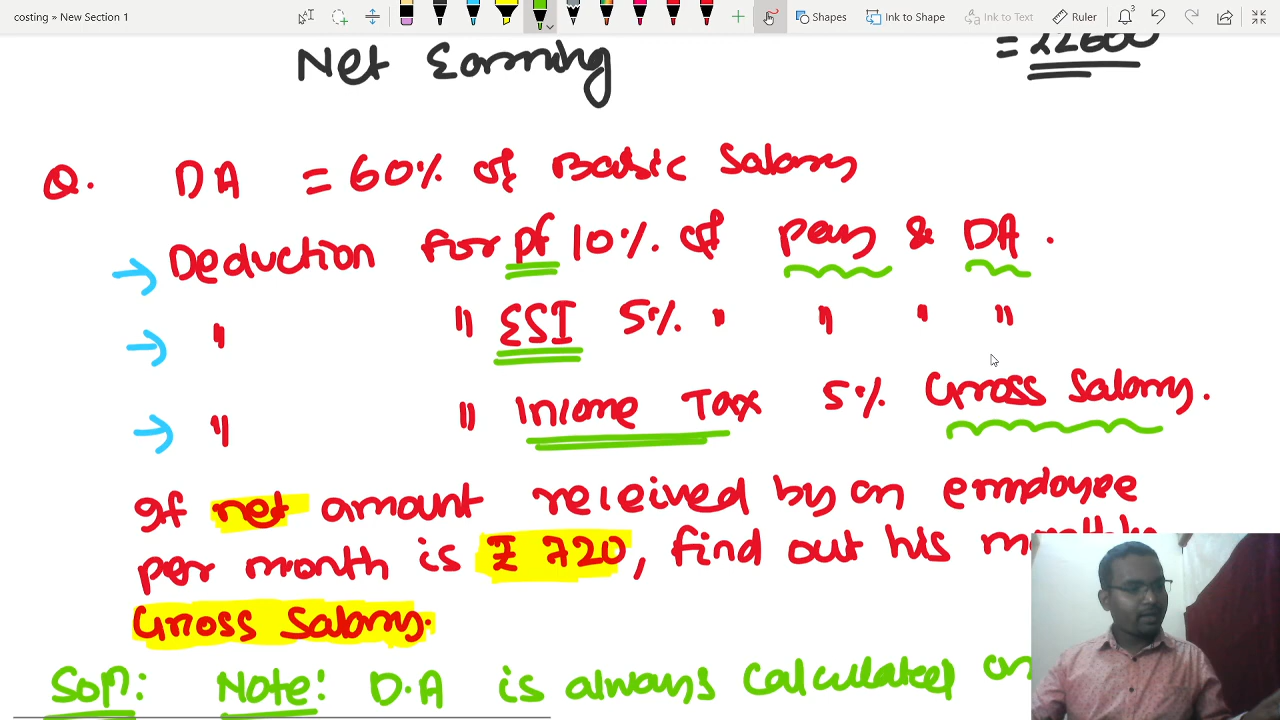 costing » New Section 1
Shapes Ink to Shape Ink to Text Ruler
Net Earning = 22600
Q. DA = 60% of Basic Salary
→ Deduction for pf 10% of pay & DA.
→ " " ESI 5% " " " "
→ " " Income Tax 5% Gross Salary.
If net amount received by an employee
per month is ₹ 720, find out his monthly
Gross Salary.
Soln: Note: D.A is always calculated on